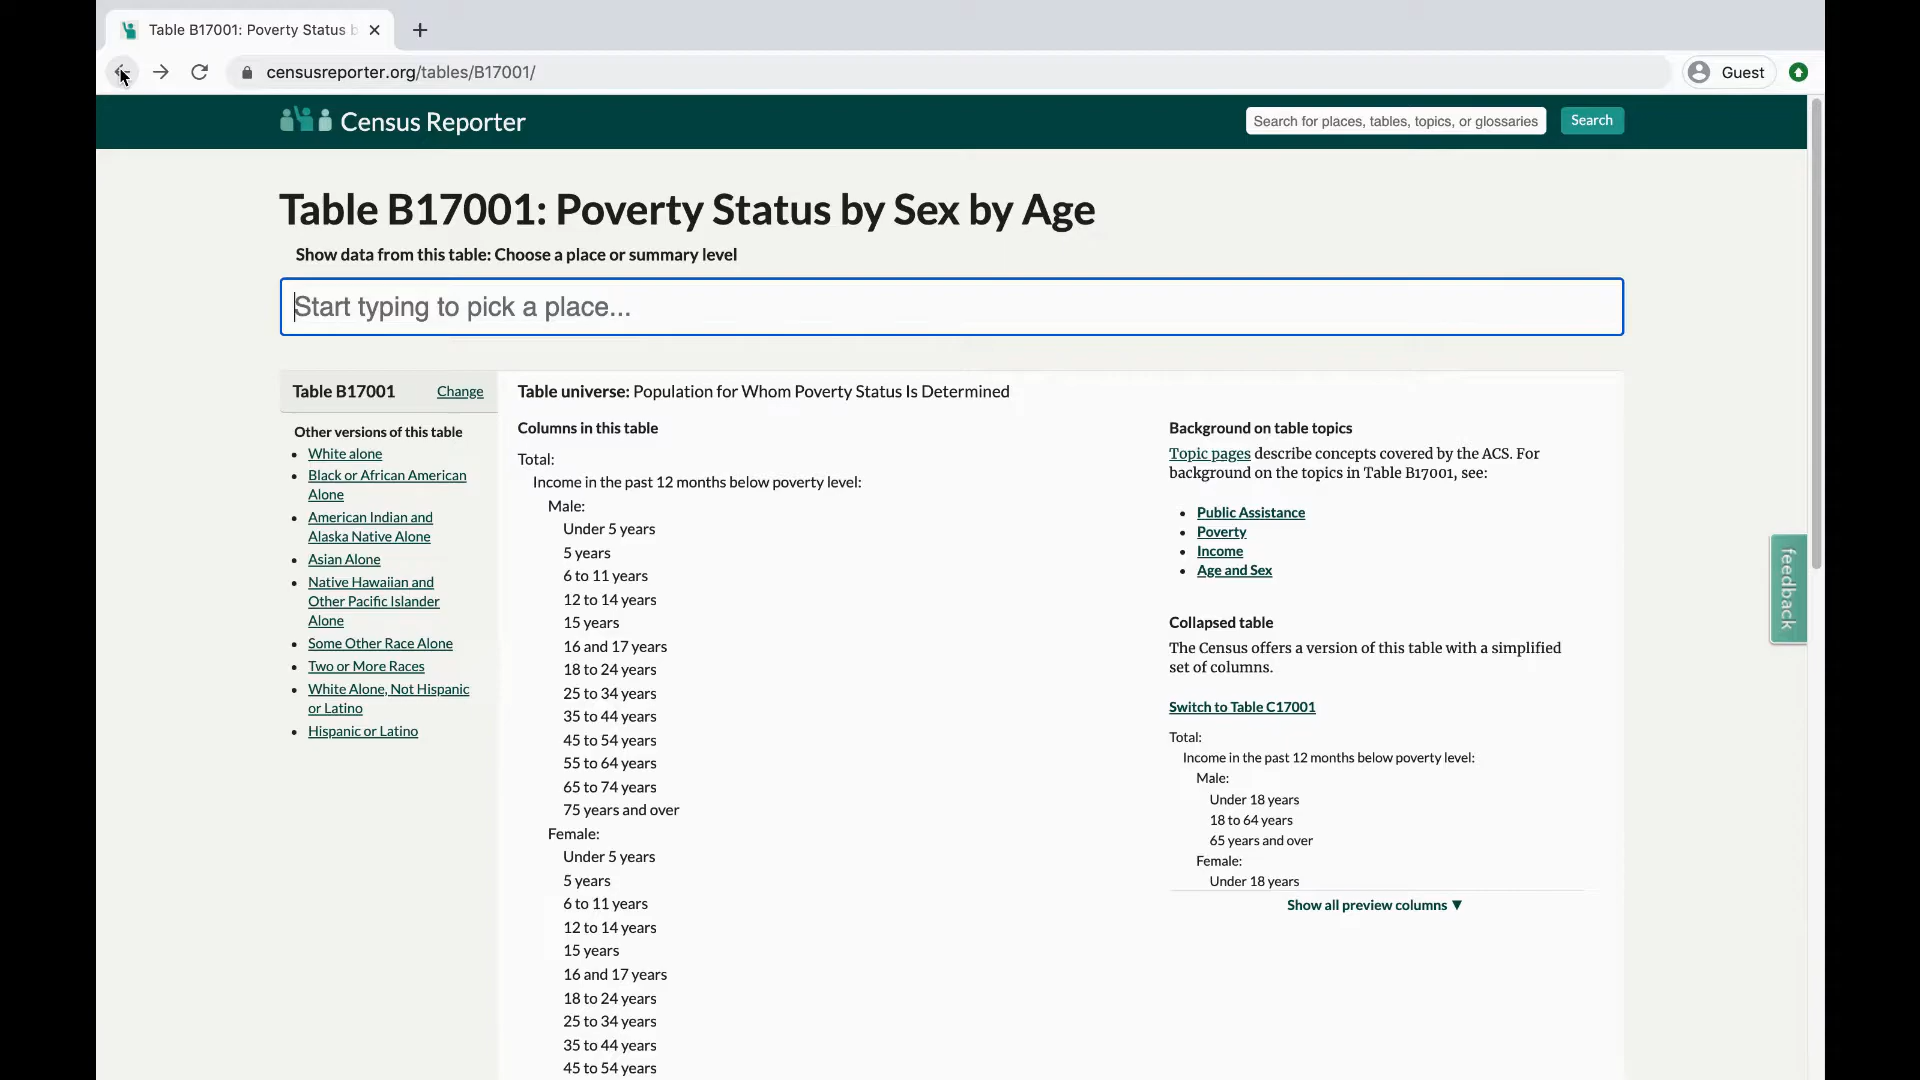 Table B17001: Poverty Status b
censusreporter.org/tables/B17001/
Guest
Census Reporter
Search for places, tables, topics, or glossaries
Search
Table B17001: Poverty Status by Sex by Age
Show data from this table: Choose a place or summary level
Start typing to pick a place...
Table B17001
Change
Other versions of this table
White alone
Black or African American
Alone
American Indian and
Alaska Native Alone
Asian Alone
Native Hawaiian and
Other Pacific Islander
Alone
Some Other Race Alone
Two or More Races
White Alone, Not Hispanic
or Latino
Hispanic or Latino
Table universe: Population for Whom Poverty Status Is Determined
Columns in this table
Total:
Income in the past 12 months below poverty level:
Male:
Under 5 years
5 years
6 to 11 years
12 to 14 years
15 years
16 and 17 years
18 to 24 years
25 to 34 years
35 to 44 years
45 to 54 years
55 to 64 years
65 to 74 years
75 years and over
Female:
Under 5 years
5 years
6 to 11 years
12 to 14 years
15 years
16 and 17 years
18 to 24 years
25 to 34 years
35 to 44 years
45 to 54 years
Background on table topics
Topic pages describe concepts covered by the ACS. For
background on the topics in Table B17001, see:
Public Assistance
Poverty
Income
Age and Sex
Collapsed table
The Census offers a version of this table with a simplified
set of columns.
Switch to Table C17001
Total:
Income in the past 12 months below poverty level:
Male:
Under 18 years
18 to 64 years
65 years and over
Female:
Under 18 years
Show all preview columns ▼
feedback